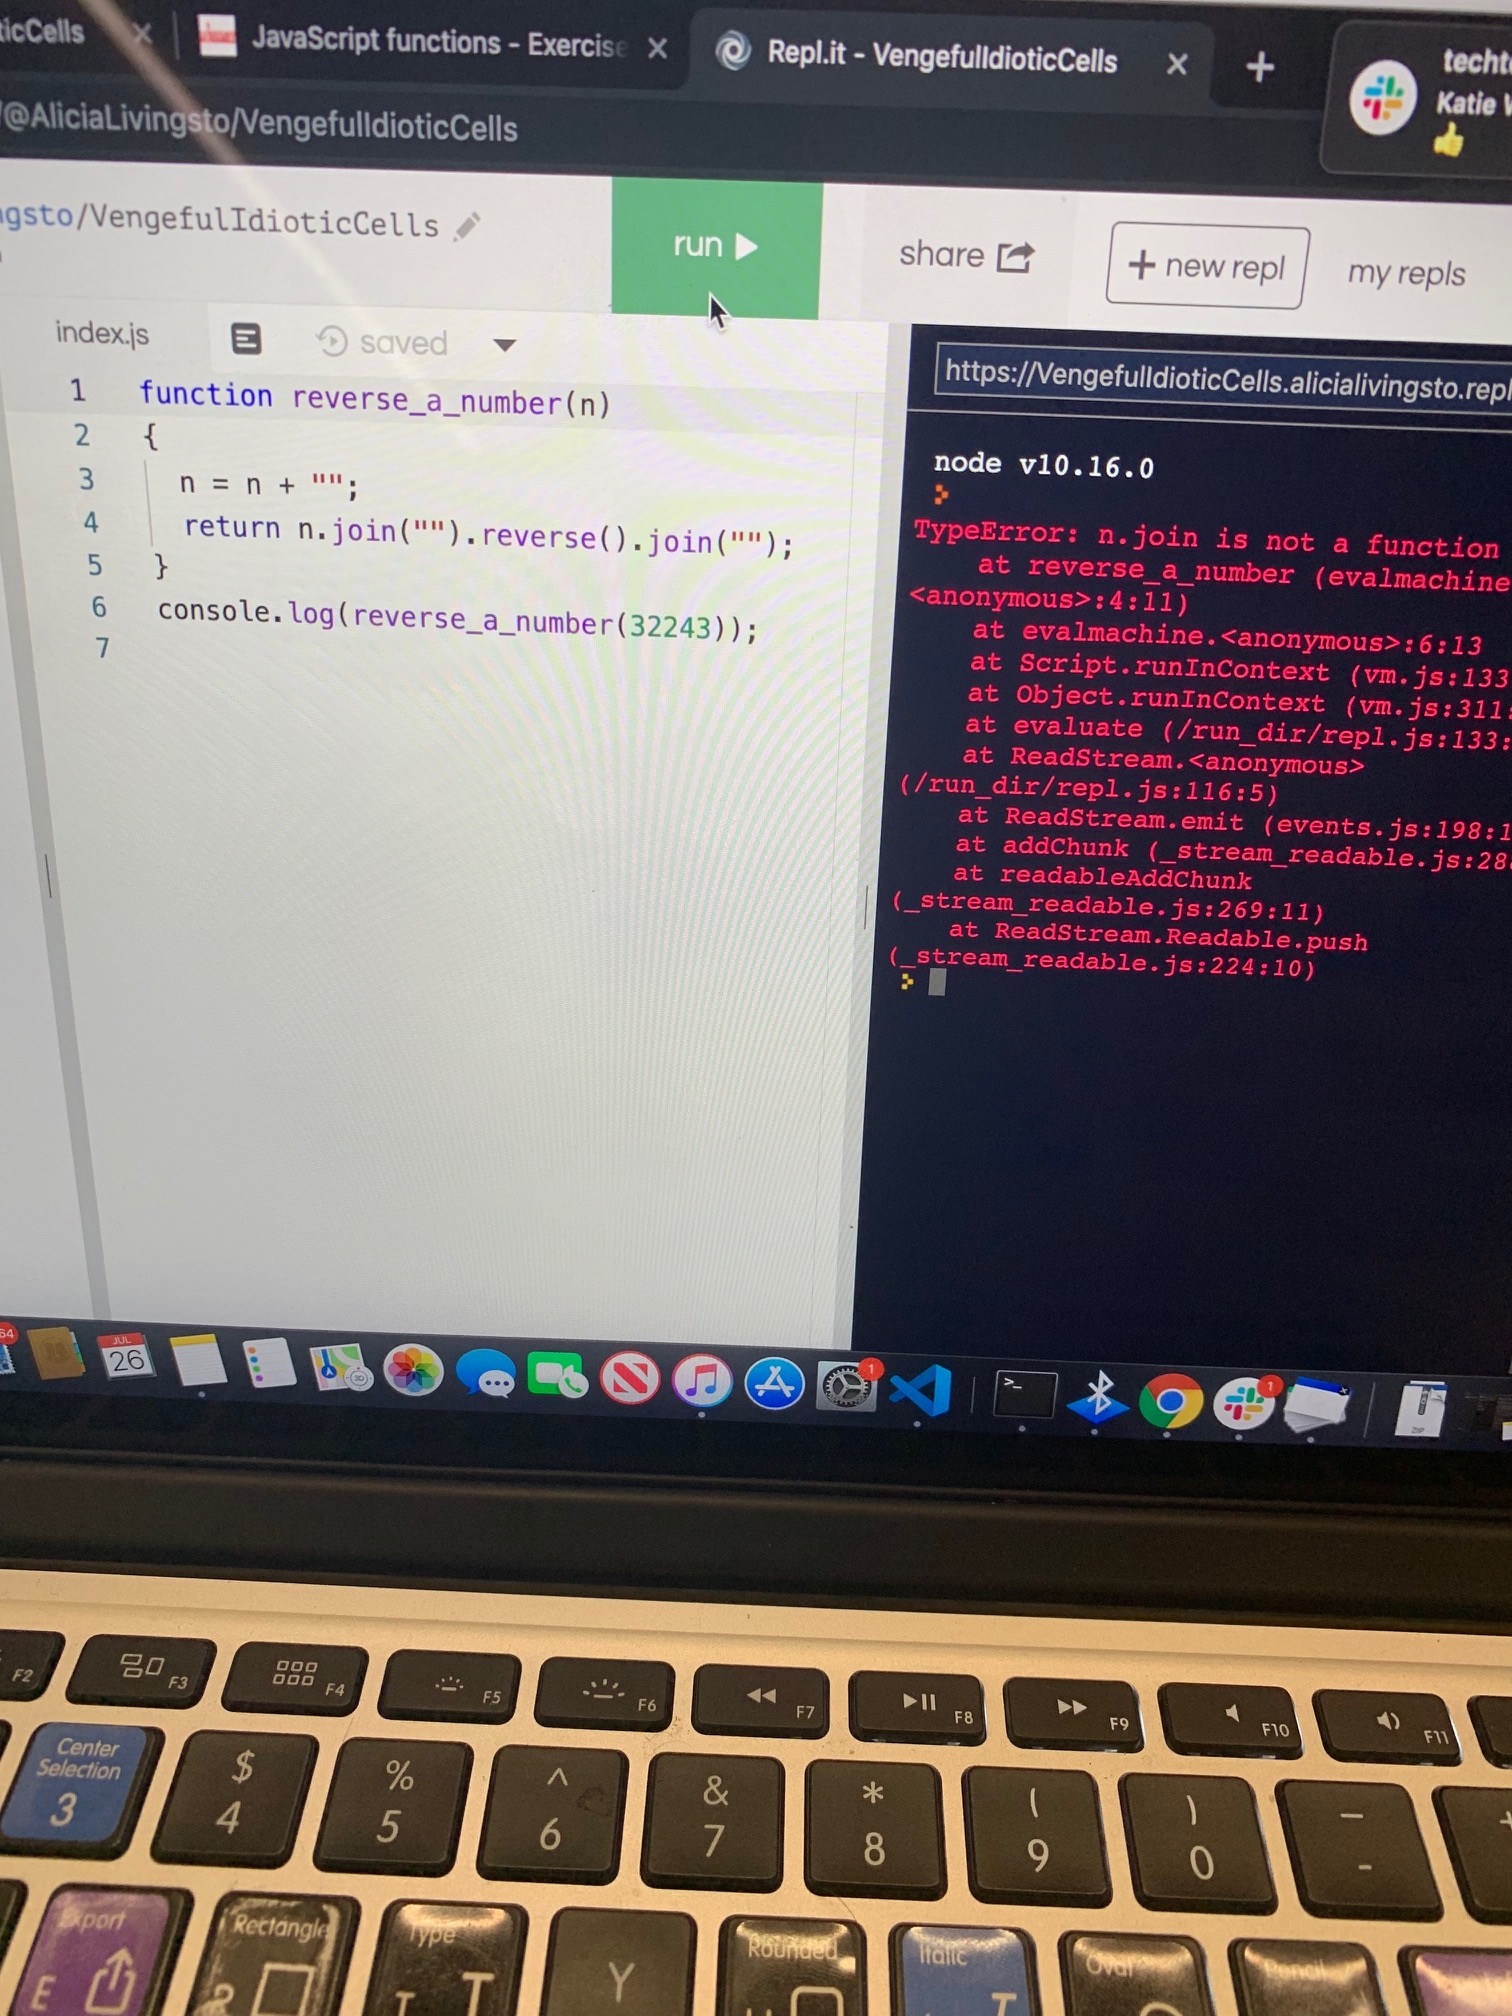 ticCells
JavaScript functions - Exercise
Repl.it - VengefulIdioticCells
Katie
/@AliciaLivingsto/VengefulIdioticCells
ngsto/VengefulIdioticCells
run
share
+ new repl
my repls
index.js
saved
1 function reverse_a_number(n)
2 {
3 n = n + "";
4 return n.join("").reverse().join("");
5 }
6 console.log(reverse_a_number(32243));
7
https://VengefulIdioticCells.alicialivingsto.repl
node v10.16.0
>
TypeError: n.join is not a function
at reverse_a_number (evalmachine
<anonymous>:4:11)
at evalmachine.<anonymous>:6:13
at Script.runInContext (vm.js:133
at Object.runInContext (vm.js:311:
at evaluate (/run_dir/repl.js:133:
at ReadStream.<anonymous>
(/run_dir/repl.js:116:5)
at ReadStream.emit (events.js:198:1
at addChunk (_stream_readable.js:28
at readableAddChunk
(_stream_readable.js:269:11)
at ReadStream.Readable.push
(_stream_readable.js:224:10)
>
64
JUL
26
3D
1
>_
1
ZIP
F2
F3
F4
F5
F6
F7
F8
F9
F10
F11
Center
Selection
3
$
4
%
5
^
6
&
7
*
8
(
9
)
0
_
-
Export
E
Rectangle
Type
T
Y
Rounded
Italic
Oval
Pencil